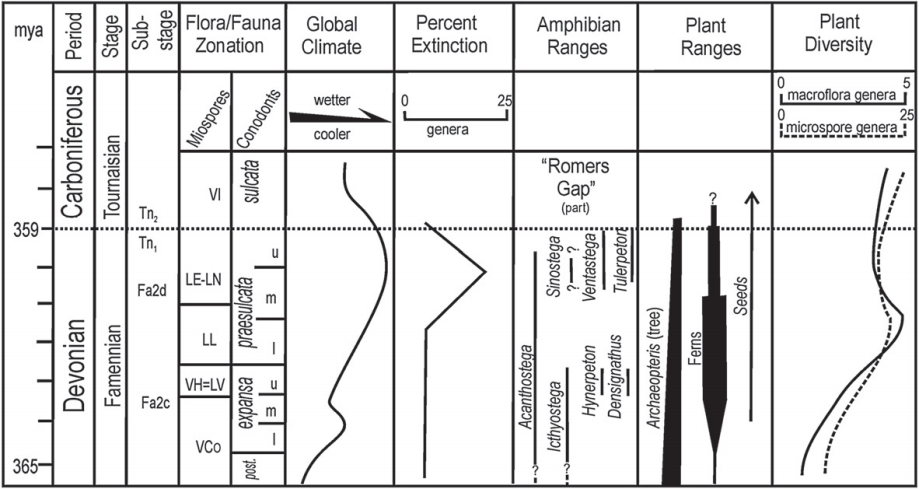 mya
Period
Stage
Sub-
stage
Flora/Fauna
Zonation
Global
Climate
Percent
Extinction
Amphibian
Ranges
Plant
Ranges
Plant
Diversity
Miospores
Conodonts
wetter
cooler
0 25
genera
0 5
macroflora genera
0 25
microspore genera
Carboniferous
Tournaisian
Tn2
VI
sulcata
"Romers
Gap"
(part)
?
359
Devonian
Famennian
Tn1
Fa2d
Fa2c
LE-LN
LL
VH=LV
VCo
u
m
l
praesulcata
u
m
l
expansa
post.
Acanthostega
?
Icthyostega
?
Sinostega
?
?
Ventastega
Tulerpeton
Hynerpeton
Densignathus
Archaeopteris (tree)
Ferns
Seeds
365